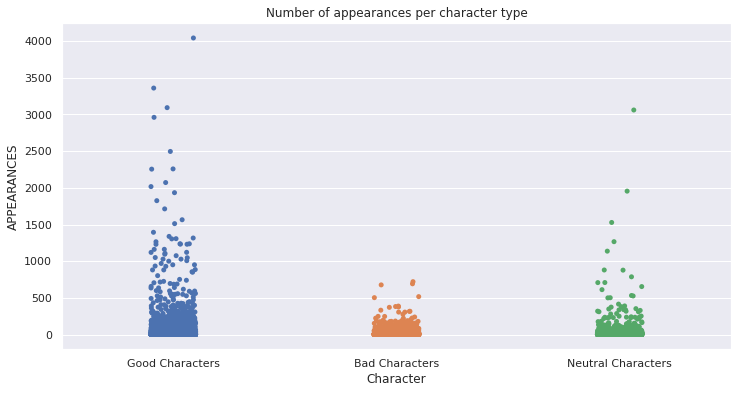 Number of appearances per character type
APPEARANCES
4000
3500
3000
2500
2000
1500
1000
500
0
Good Characters
Bad Characters
Neutral Characters
Character